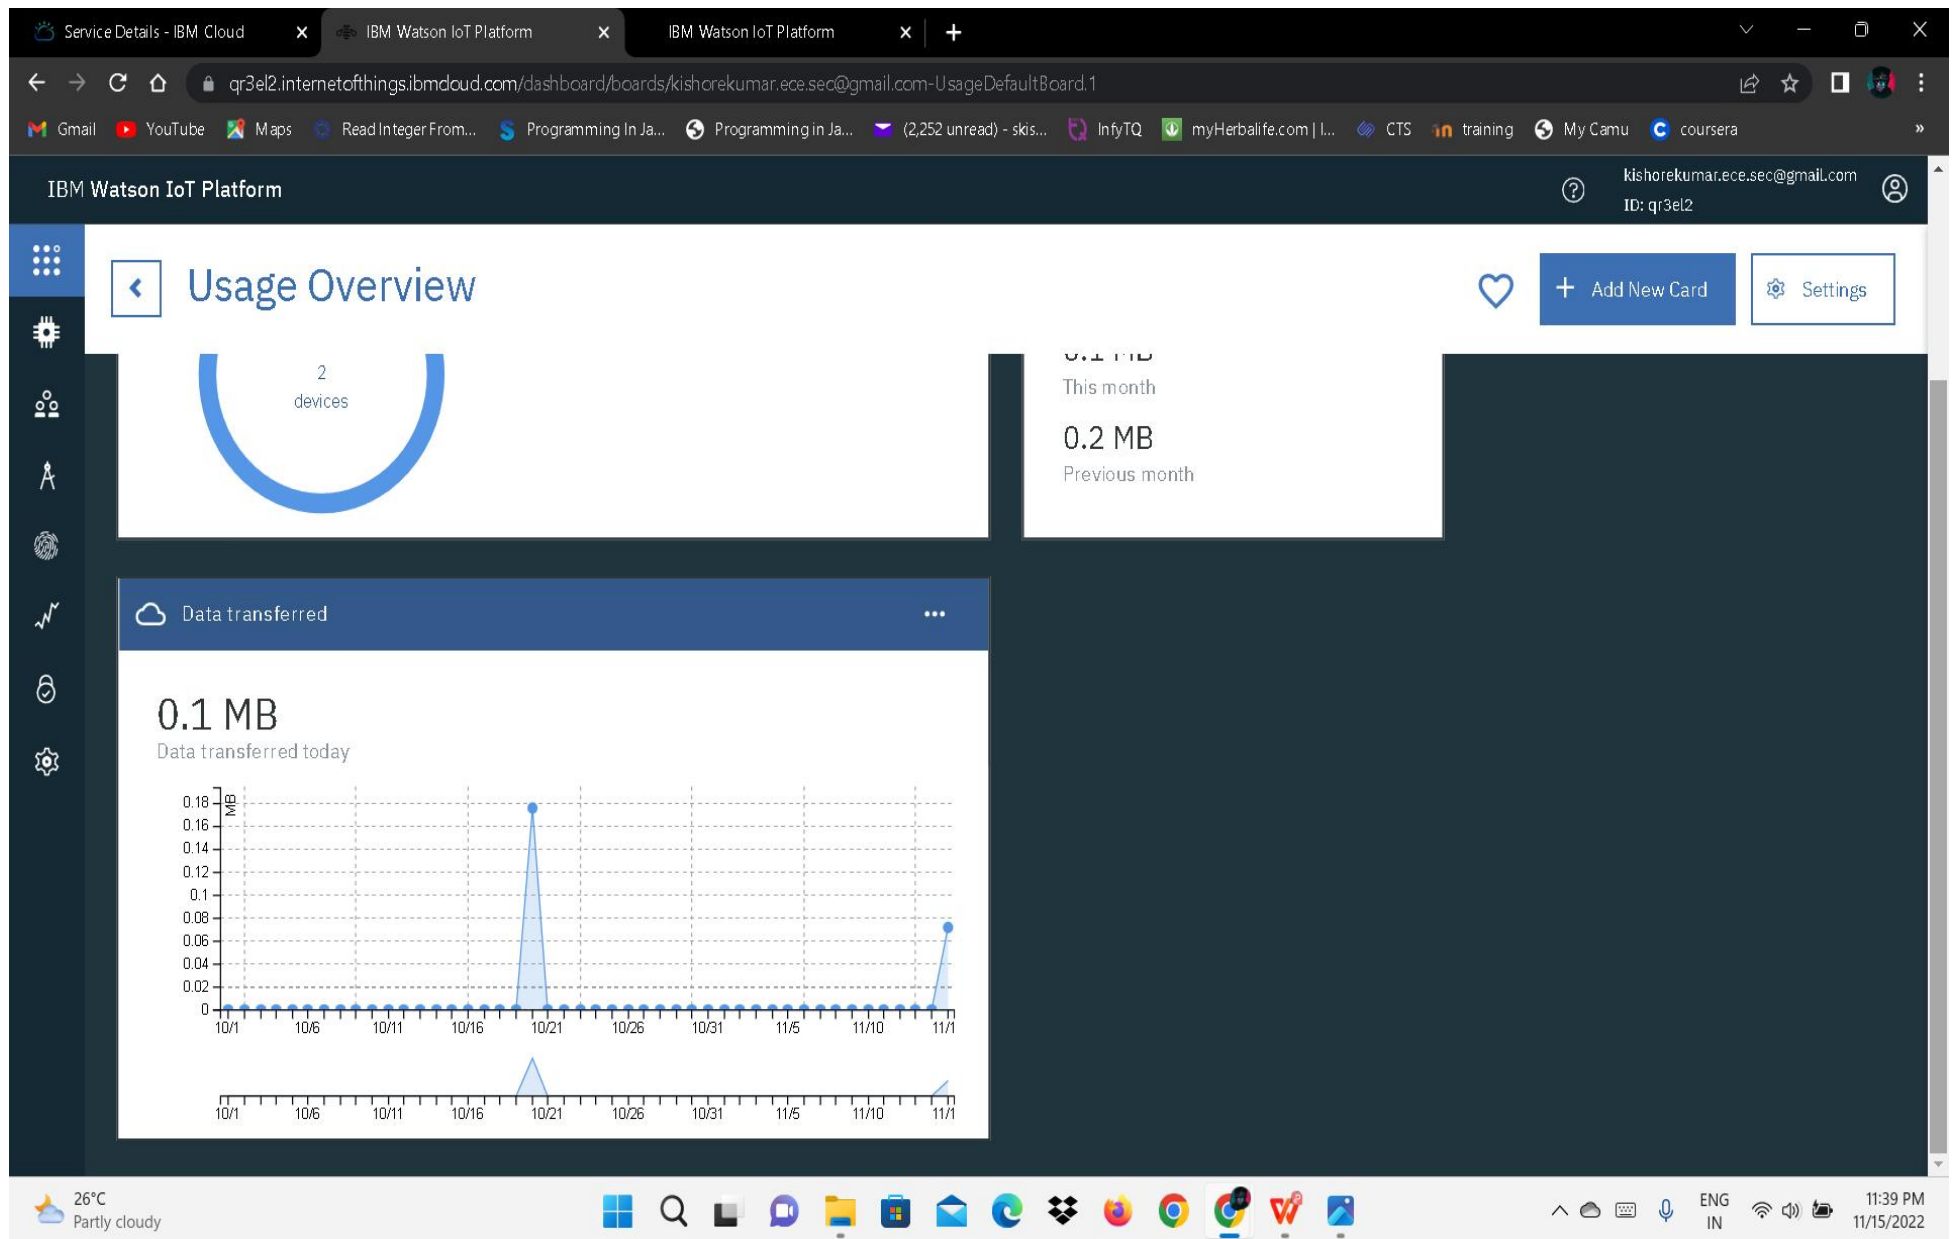 Service Details - IBM Cloud
IBM Watson IoT Platform
IBM Watson IoT Platform
qr3el2.internetofthings.ibmcloud.com/dashboard/boards/kishorekumar.ece.sec@gmail.com-UsageDefaultBoard.1
Gmail YouTube Maps Read Integer From... Programming In Ja... Programming in Ja... (2,252 unread) - skis... InfyTQ myHerbalife.com | I... CTS training My Camu coursera »
IBM Watson IoT Platform
kishorekumar.ece.sec@gmail.com
ID: qr3el2
Usage Overview
+ Add New Card
Settings
2
devices
0.1 MB
This month
0.2 MB
Previous month
Data transferred
0.1 MB
Data transferred today
MB
0.18
0.16
0.14
0.12
0.1
0.08
0.06
0.04
0.02
0
10/1 10/6 10/11 10/16 10/21 10/26 10/31 11/5 11/10 11/1
10/1 10/6 10/11 10/16 10/21 10/26 10/31 11/5 11/10 11/1
26°C
Partly cloudy
ENG
IN
11:39 PM
11/15/2022